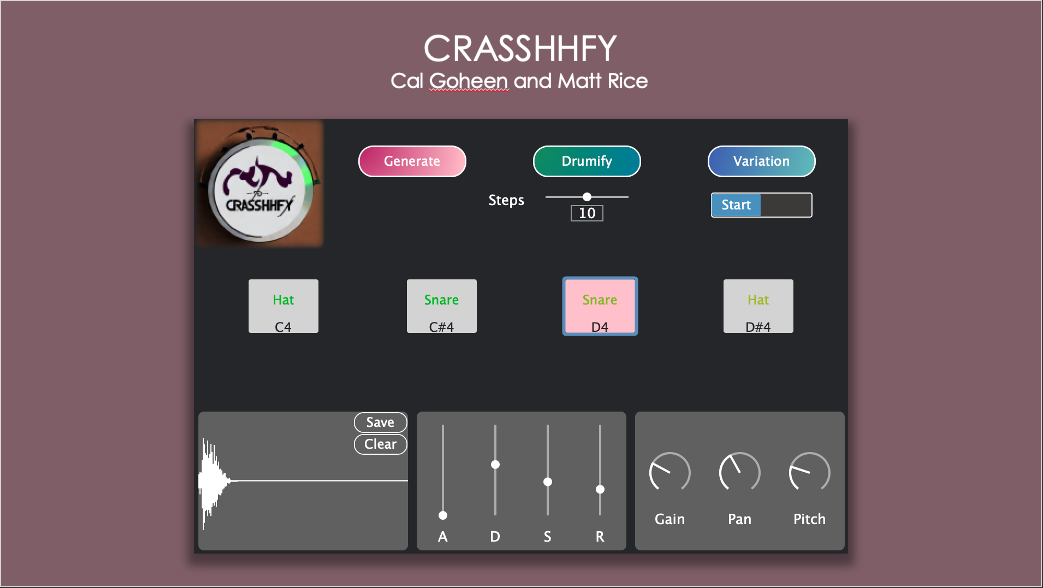 CRASSHHFY
Cal Goheen and Matt Rice
CRASSHHFY
Generate
Drumify
Variation
Steps
10
Start
Hat
C4
Snare
C#4
Snare
D4
Hat
D#4
Save
Clear
A
D
S
R
Gain
Pan
Pitch